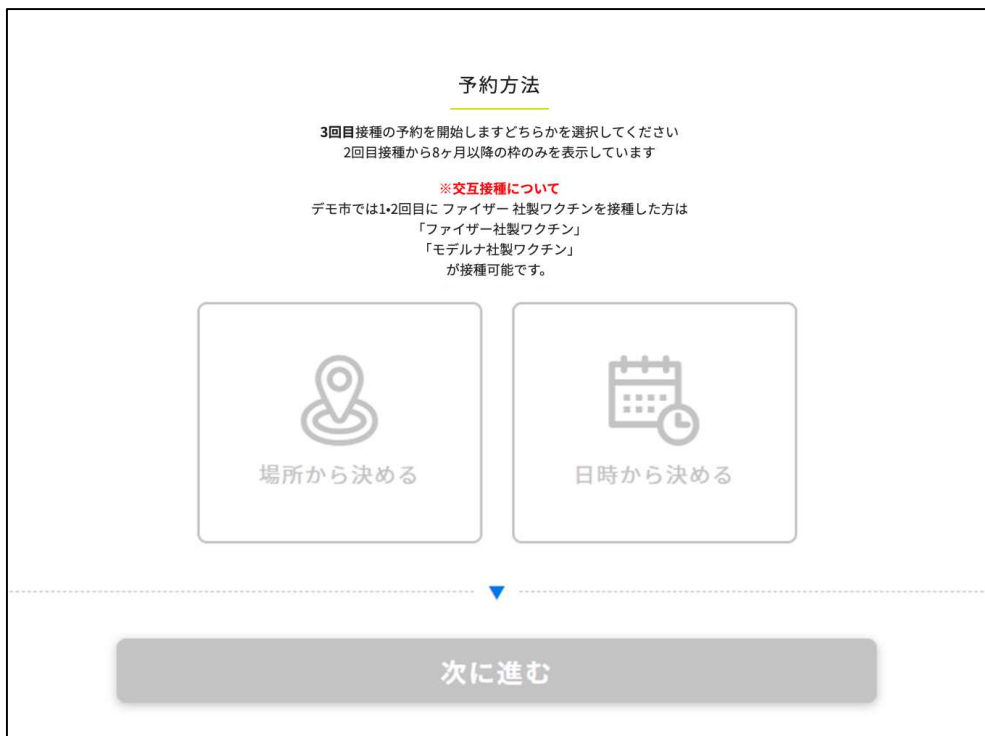 予約方法
3回目接種の予約を開始しますどちらかを選択してください
2回目接種から8ヶ月以降の枠のみを表示しています
※交互接種について
デモ市では1•2回目に ファイザー 社製ワクチンを接種した方は
「ファイザー社製ワクチン」
「モデルナ社製ワクチン」
が接種可能です。
場所から決める
日時から決める
次に進む